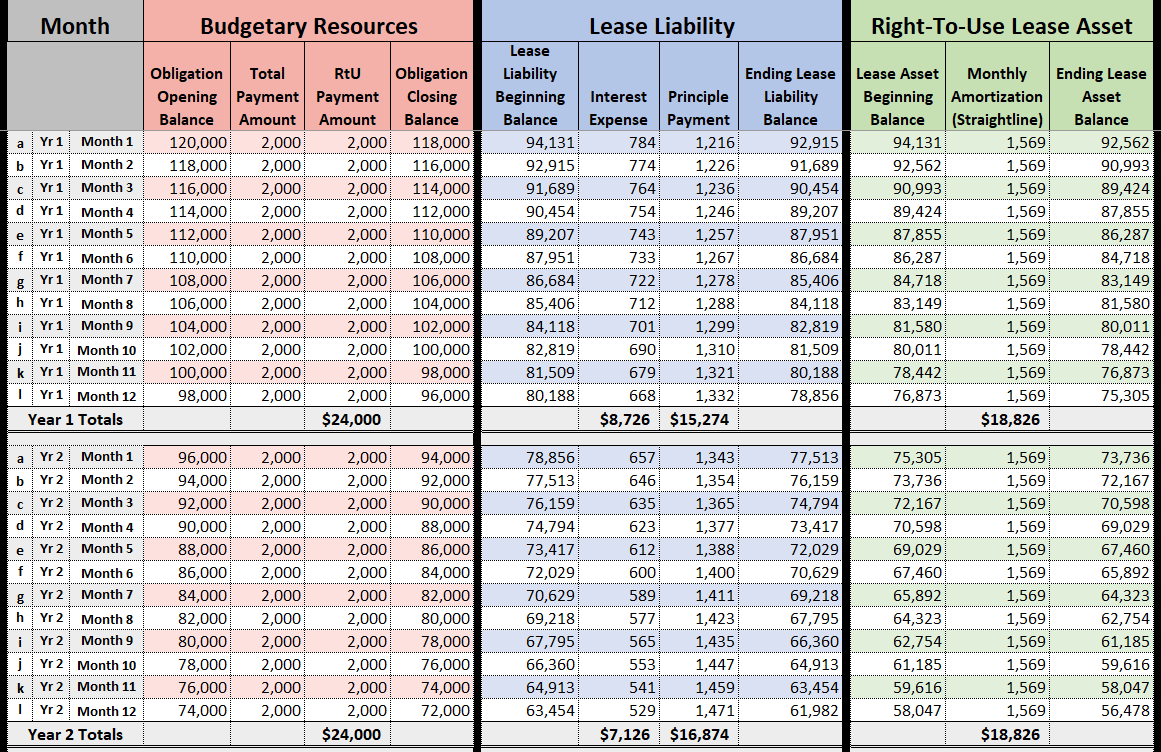 Month Budgetary Resources Lease Liability Right-To-Use Lease Asset
Obligation Opening Balance Total Payment Amount RtU Payment Amount Obligation Closing Balance Lease Liability Beginning Balance Interest Expense Principle Payment Ending Lease Liability Balance Lease Asset Beginning Balance Monthly Amortization (Straightline) Ending Lease Asset Balance
a Yr 1 Month 1 120,000 2,000 2,000 118,000 94,131 784 1,216 92,915 94,131 1,569 92,562
b Yr 1 Month 2 118,000 2,000 2,000 116,000 92,915 774 1,226 91,689 92,562 1,569 90,993
c Yr 1 Month 3 116,000 2,000 2,000 114,000 91,689 764 1,236 90,454 90,993 1,569 89,424
d Yr 1 Month 4 114,000 2,000 2,000 112,000 90,454 754 1,246 89,207 89,424 1,569 87,855
e Yr 1 Month 5 112,000 2,000 2,000 110,000 89,207 743 1,257 87,951 87,855 1,569 86,287
f Yr 1 Month 6 110,000 2,000 2,000 108,000 87,951 733 1,267 86,684 86,287 1,569 84,718
g Yr 1 Month 7 108,000 2,000 2,000 106,000 86,684 722 1,278 85,406 84,718 1,569 83,149
h Yr 1 Month 8 106,000 2,000 2,000 104,000 85,406 712 1,288 84,118 83,149 1,569 81,580
i Yr 1 Month 9 104,000 2,000 2,000 102,000 84,118 701 1,299 82,819 81,580 1,569 80,011
j Yr 1 Month 10 102,000 2,000 2,000 100,000 82,819 690 1,310 81,509 80,011 1,569 78,442
k Yr 1 Month 11 100,000 2,000 2,000 98,000 81,509 679 1,321 80,188 78,442 1,569 76,873
l Yr 1 Month 12 98,000 2,000 2,000 96,000 80,188 668 1,332 78,856 76,873 1,569 75,305
Year 1 Totals $24,000 $8,726 $15,274 $18,826
a Yr 2 Month 1 96,000 2,000 2,000 94,000 78,856 657 1,343 77,513 75,305 1,569 73,736
b Yr 2 Month 2 94,000 2,000 2,000 92,000 77,513 646 1,354 76,159 73,736 1,569 72,167
c Yr 2 Month 3 92,000 2,000 2,000 90,000 76,159 635 1,365 74,794 72,167 1,569 70,598
d Yr 2 Month 4 90,000 2,000 2,000 88,000 74,794 623 1,377 73,417 70,598 1,569 69,029
e Yr 2 Month 5 88,000 2,000 2,000 86,000 73,417 612 1,388 72,029 69,029 1,569 67,460
f Yr 2 Month 6 86,000 2,000 2,000 84,000 72,029 600 1,400 70,629 67,460 1,569 65,892
g Yr 2 Month 7 84,000 2,000 2,000 82,000 70,629 589 1,411 69,218 65,892 1,569 64,323
h Yr 2 Month 8 82,000 2,000 2,000 80,000 69,218 577 1,423 67,795 64,323 1,569 62,754
i Yr 2 Month 9 80,000 2,000 2,000 78,000 67,795 565 1,435 66,360 62,754 1,569 61,185
j Yr 2 Month 10 78,000 2,000 2,000 76,000 66,360 553 1,447 64,913 61,185 1,569 59,616
k Yr 2 Month 11 76,000 2,000 2,000 74,000 64,913 541 1,459 63,454 59,616 1,569 58,047
l Yr 2 Month 12 74,000 2,000 2,000 72,000 63,454 529 1,471 61,982 58,047 1,569 56,478
Year 2 Totals $24,000 $7,126 $16,874 $18,826